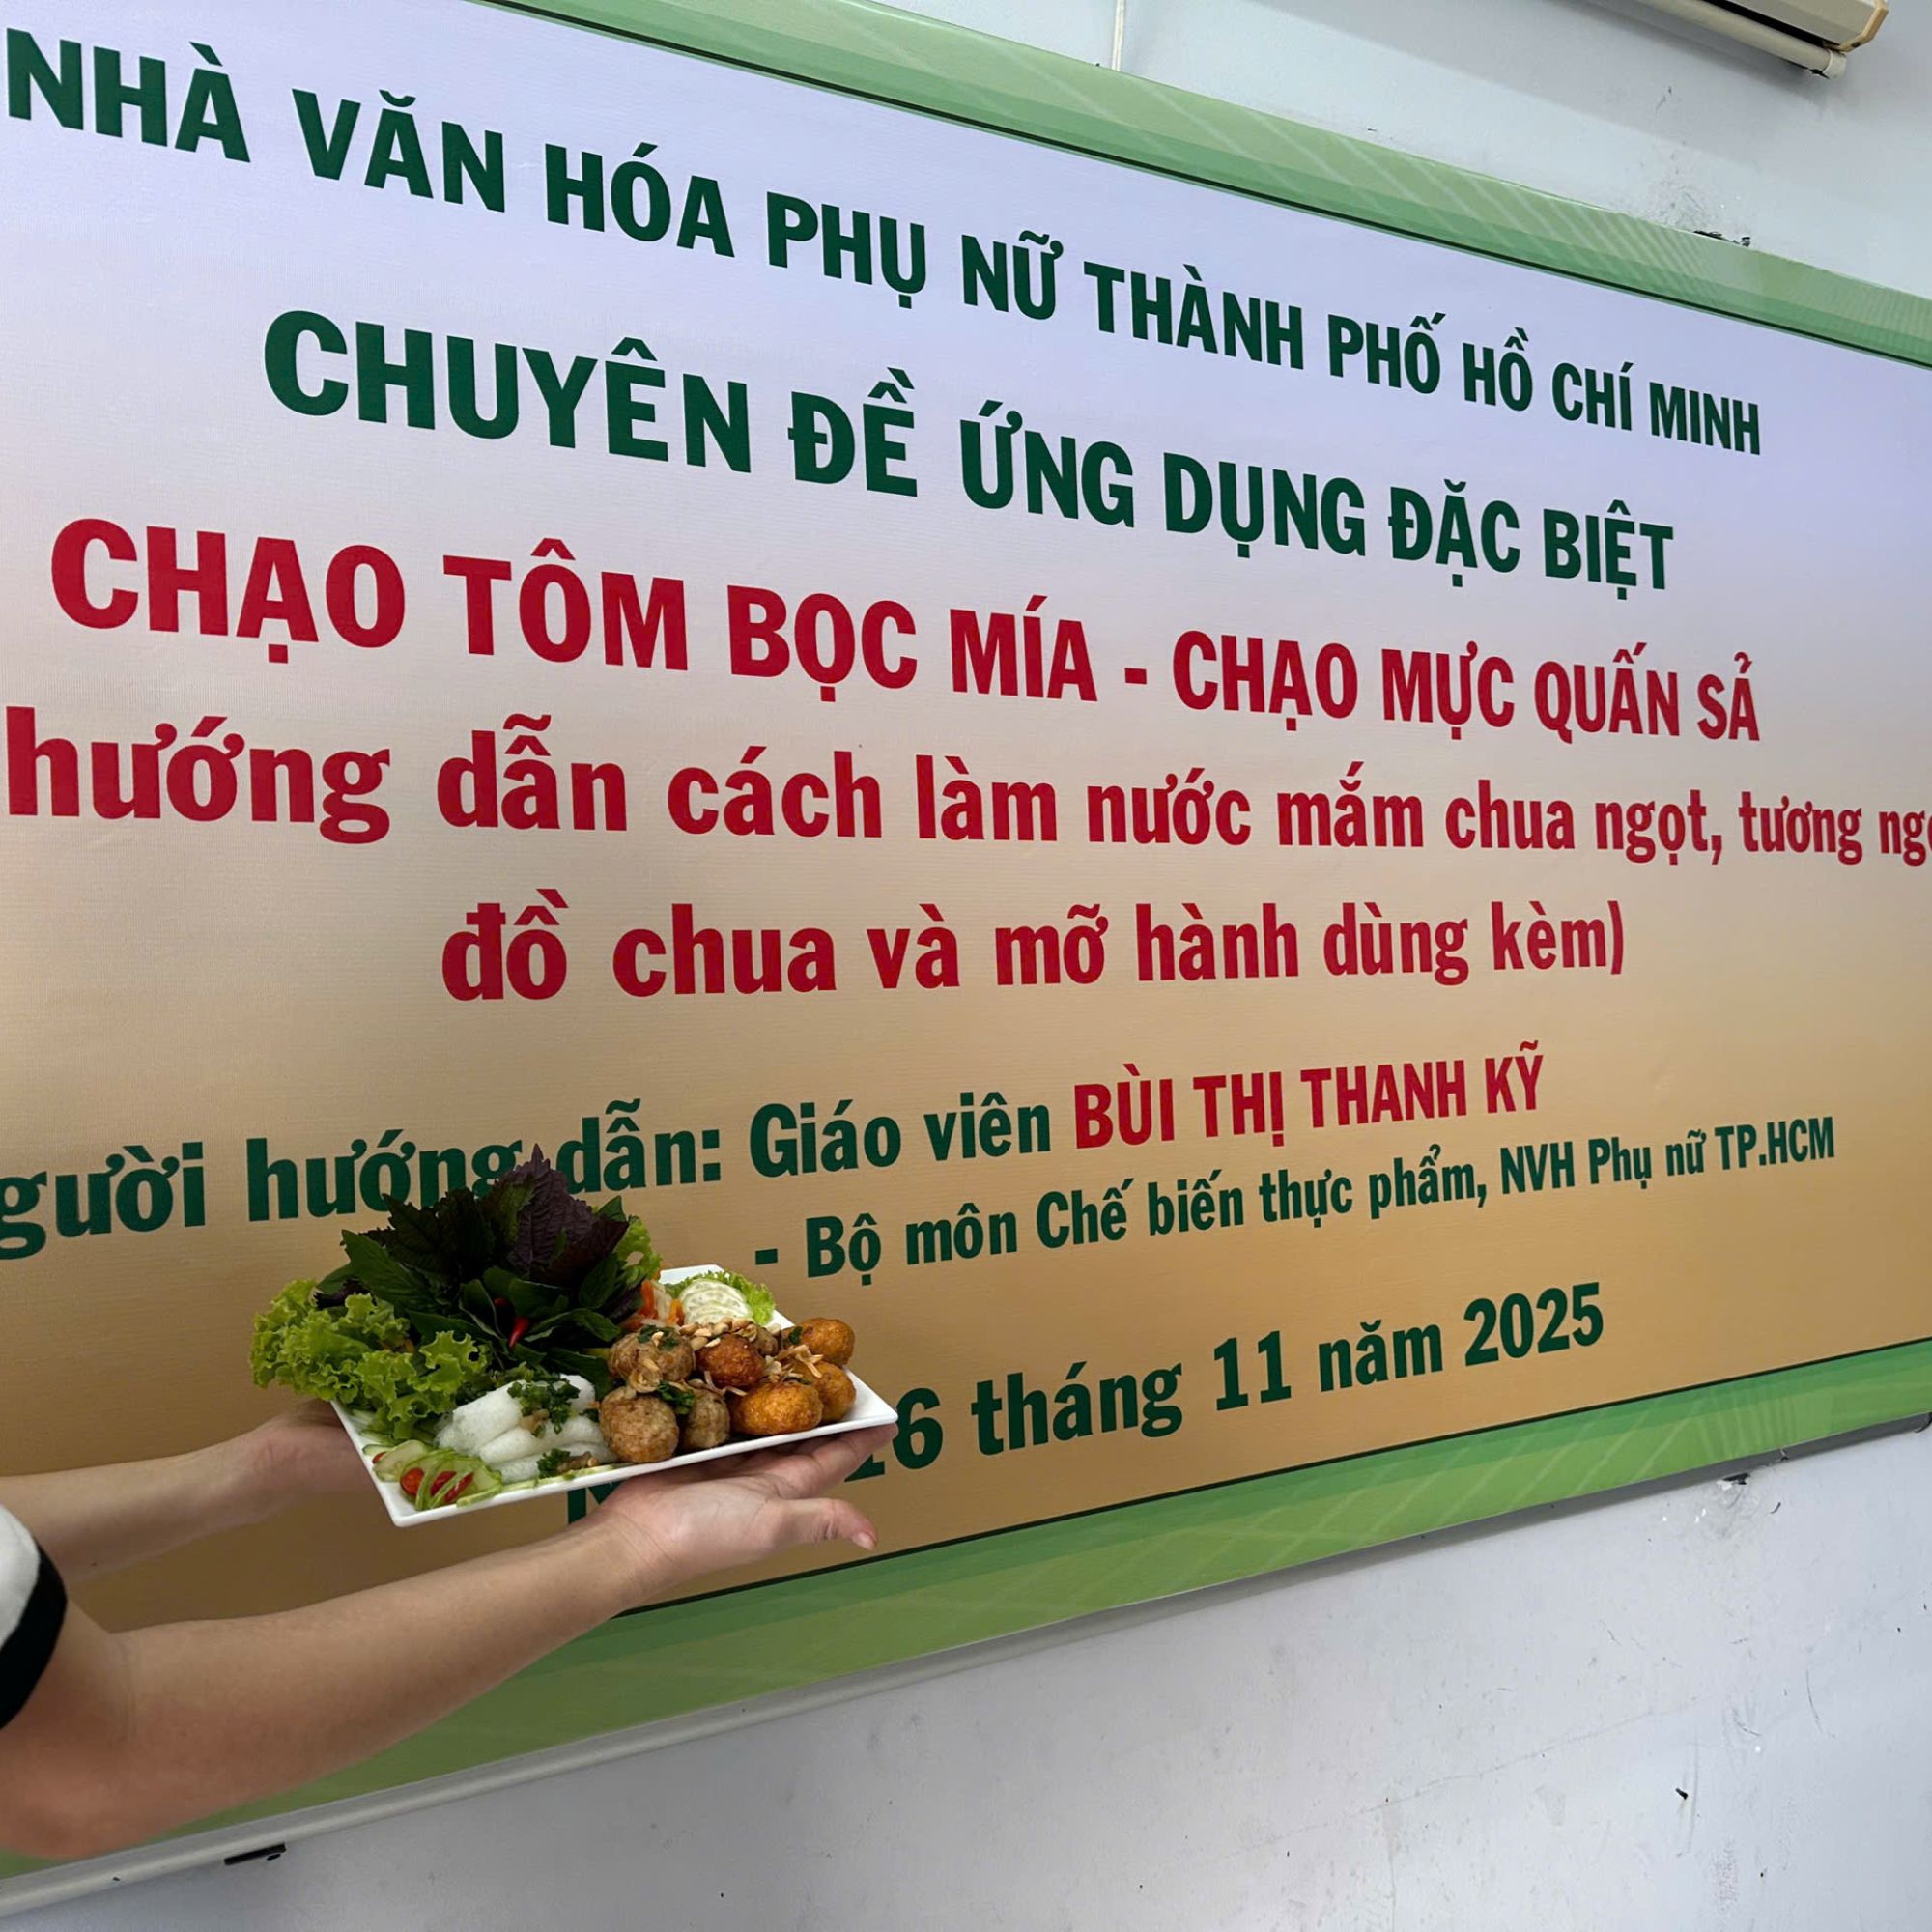 NHÀ VĂN HÓA PHỤ NỮ THÀNH PHỐ HỒ CHÍ MINH
CHUYÊN ĐỀ ỨNG DỤNG ĐẶC BIỆT
CHẠO TÔM BỌC MÍA - CHẠO MỰC QUẤN SẢ
hướng dẫn cách làm nước mắm chua ngọt, tương
đồ chua và mỡ hành dùng kèm)
hướng dẫn: Giáo viên BÙI THỊ THANH KỸ
- Bộ môn Chế biến thực phẩm, NVH Phụ nữ TP.HCM
16 tháng 11 năm 2025